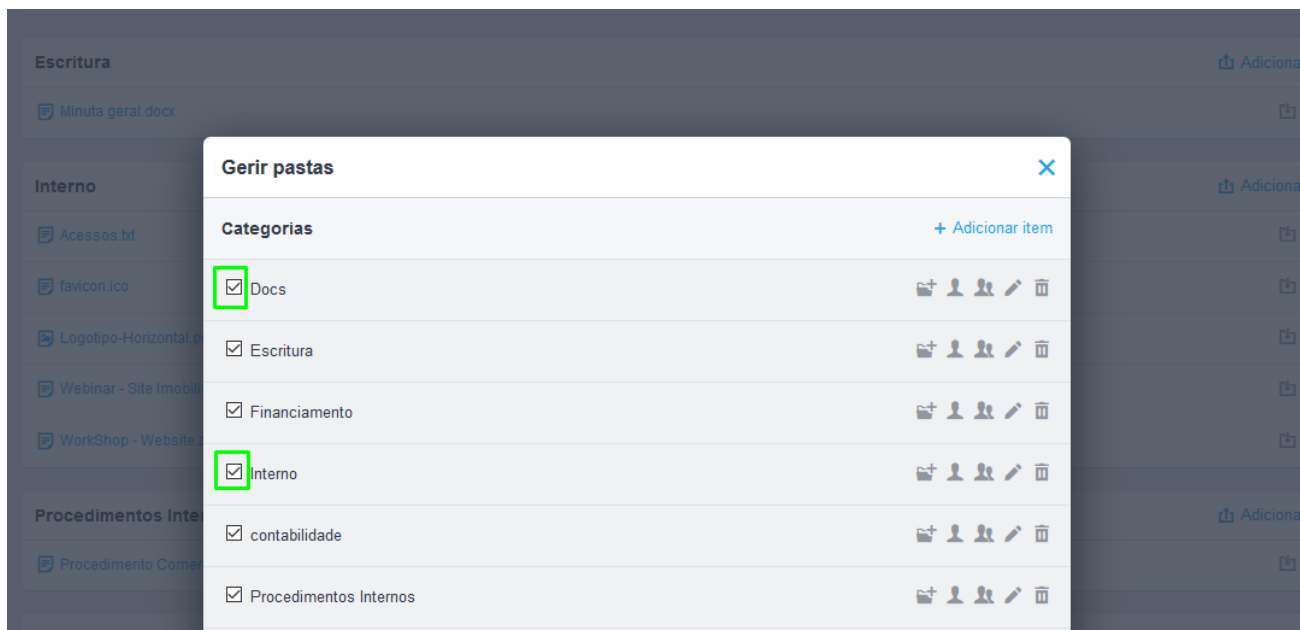 Escritura
Adiciona
Minuta geral.docx
Gerir pastas
Interno
Adiciona
Categorias
+ Adicionar item
Acessos.txt
favicon.ico
Docs
Logotipo-Horizontal.p
Escritura
Webinar - Site Imobili
Financiamento
WorkShop - Website.
Interno
Procedimentos Inte
Adiciona
contabilidade
Procedimento Comer
Procedimentos Internos